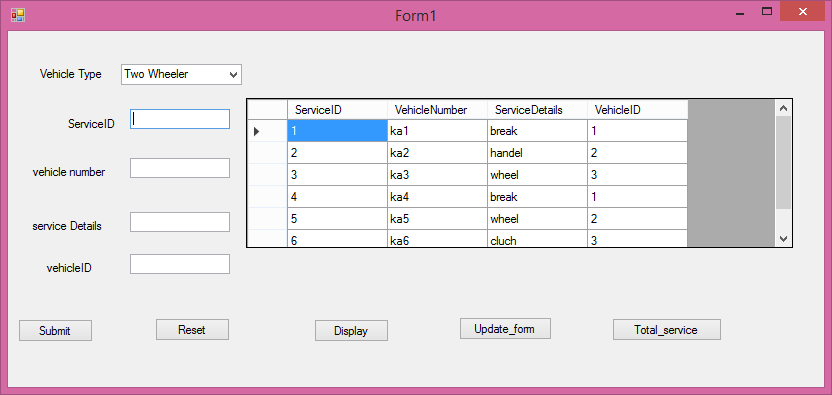 Form1
Vehicle Type Two Wheeler
ServiceID
vehicle number
service Details
vehicleID
ServiceID VehicleNumber ServiceDetails VehicleID
1 ka1 break 1
2 ka2 handel 2
3 ka3 wheel 3
4 ka4 break 1
5 ka5 wheel 2
6 ka6 cluch 3
Submit Reset Display Update_form Total_service